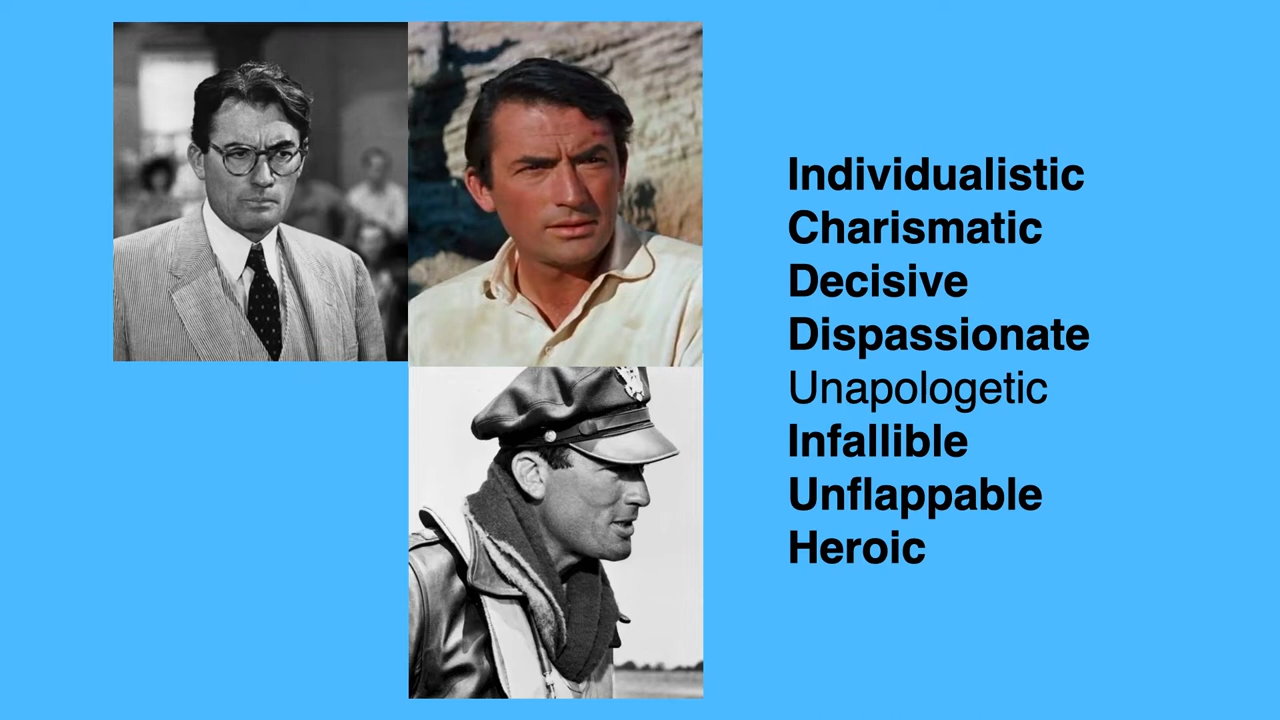 Individualistic
Charismatic
Decisive
Dispassionate
Unapologetic
Infallible
Unflappable
Heroic